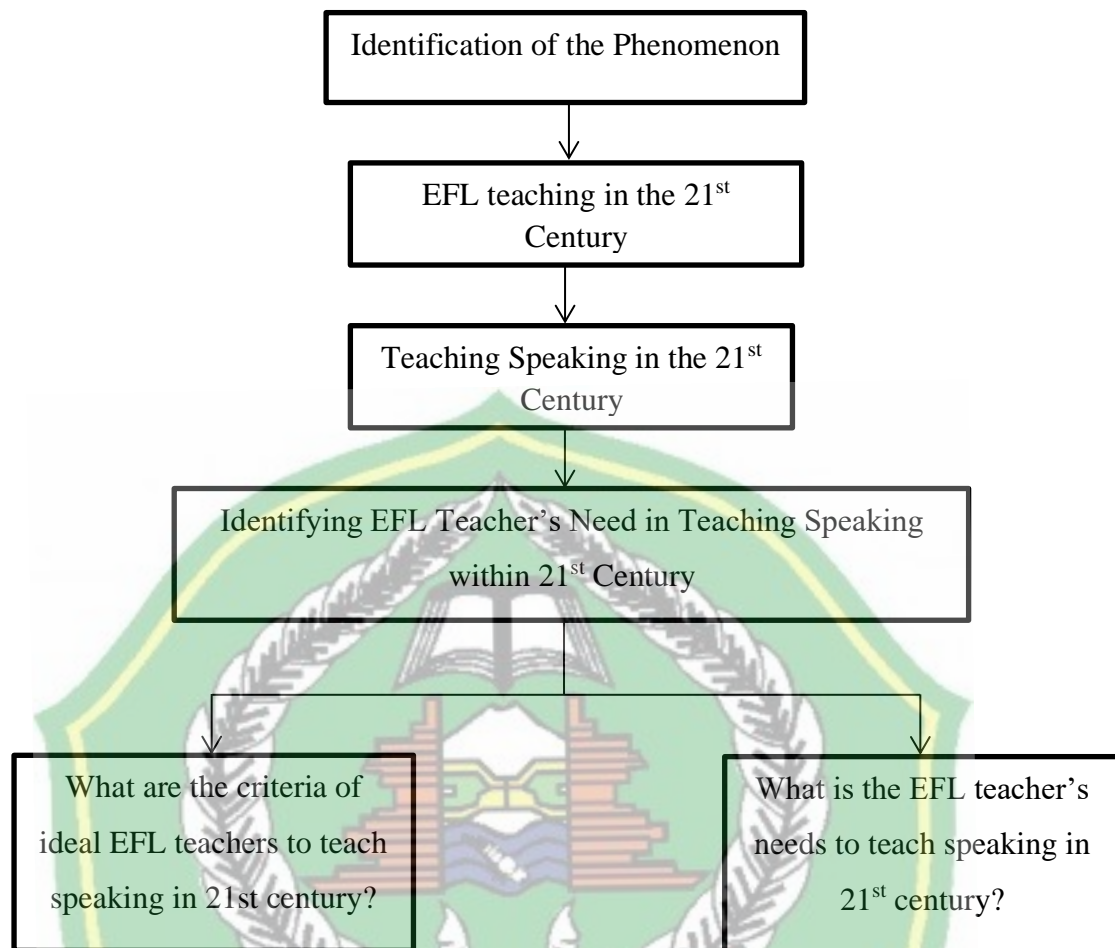 Identification of the Phenomenon
EFL teaching in the 21st
Century
Teaching Speaking in the 21st
Century
Identifying EFL Teacher’s Need in Teaching Speaking
within 21st Century
What are the criteria of
ideal EFL teachers to teach
speaking in 21st century?
What is the EFL teacher’s
needs to teach speaking in
21st century?